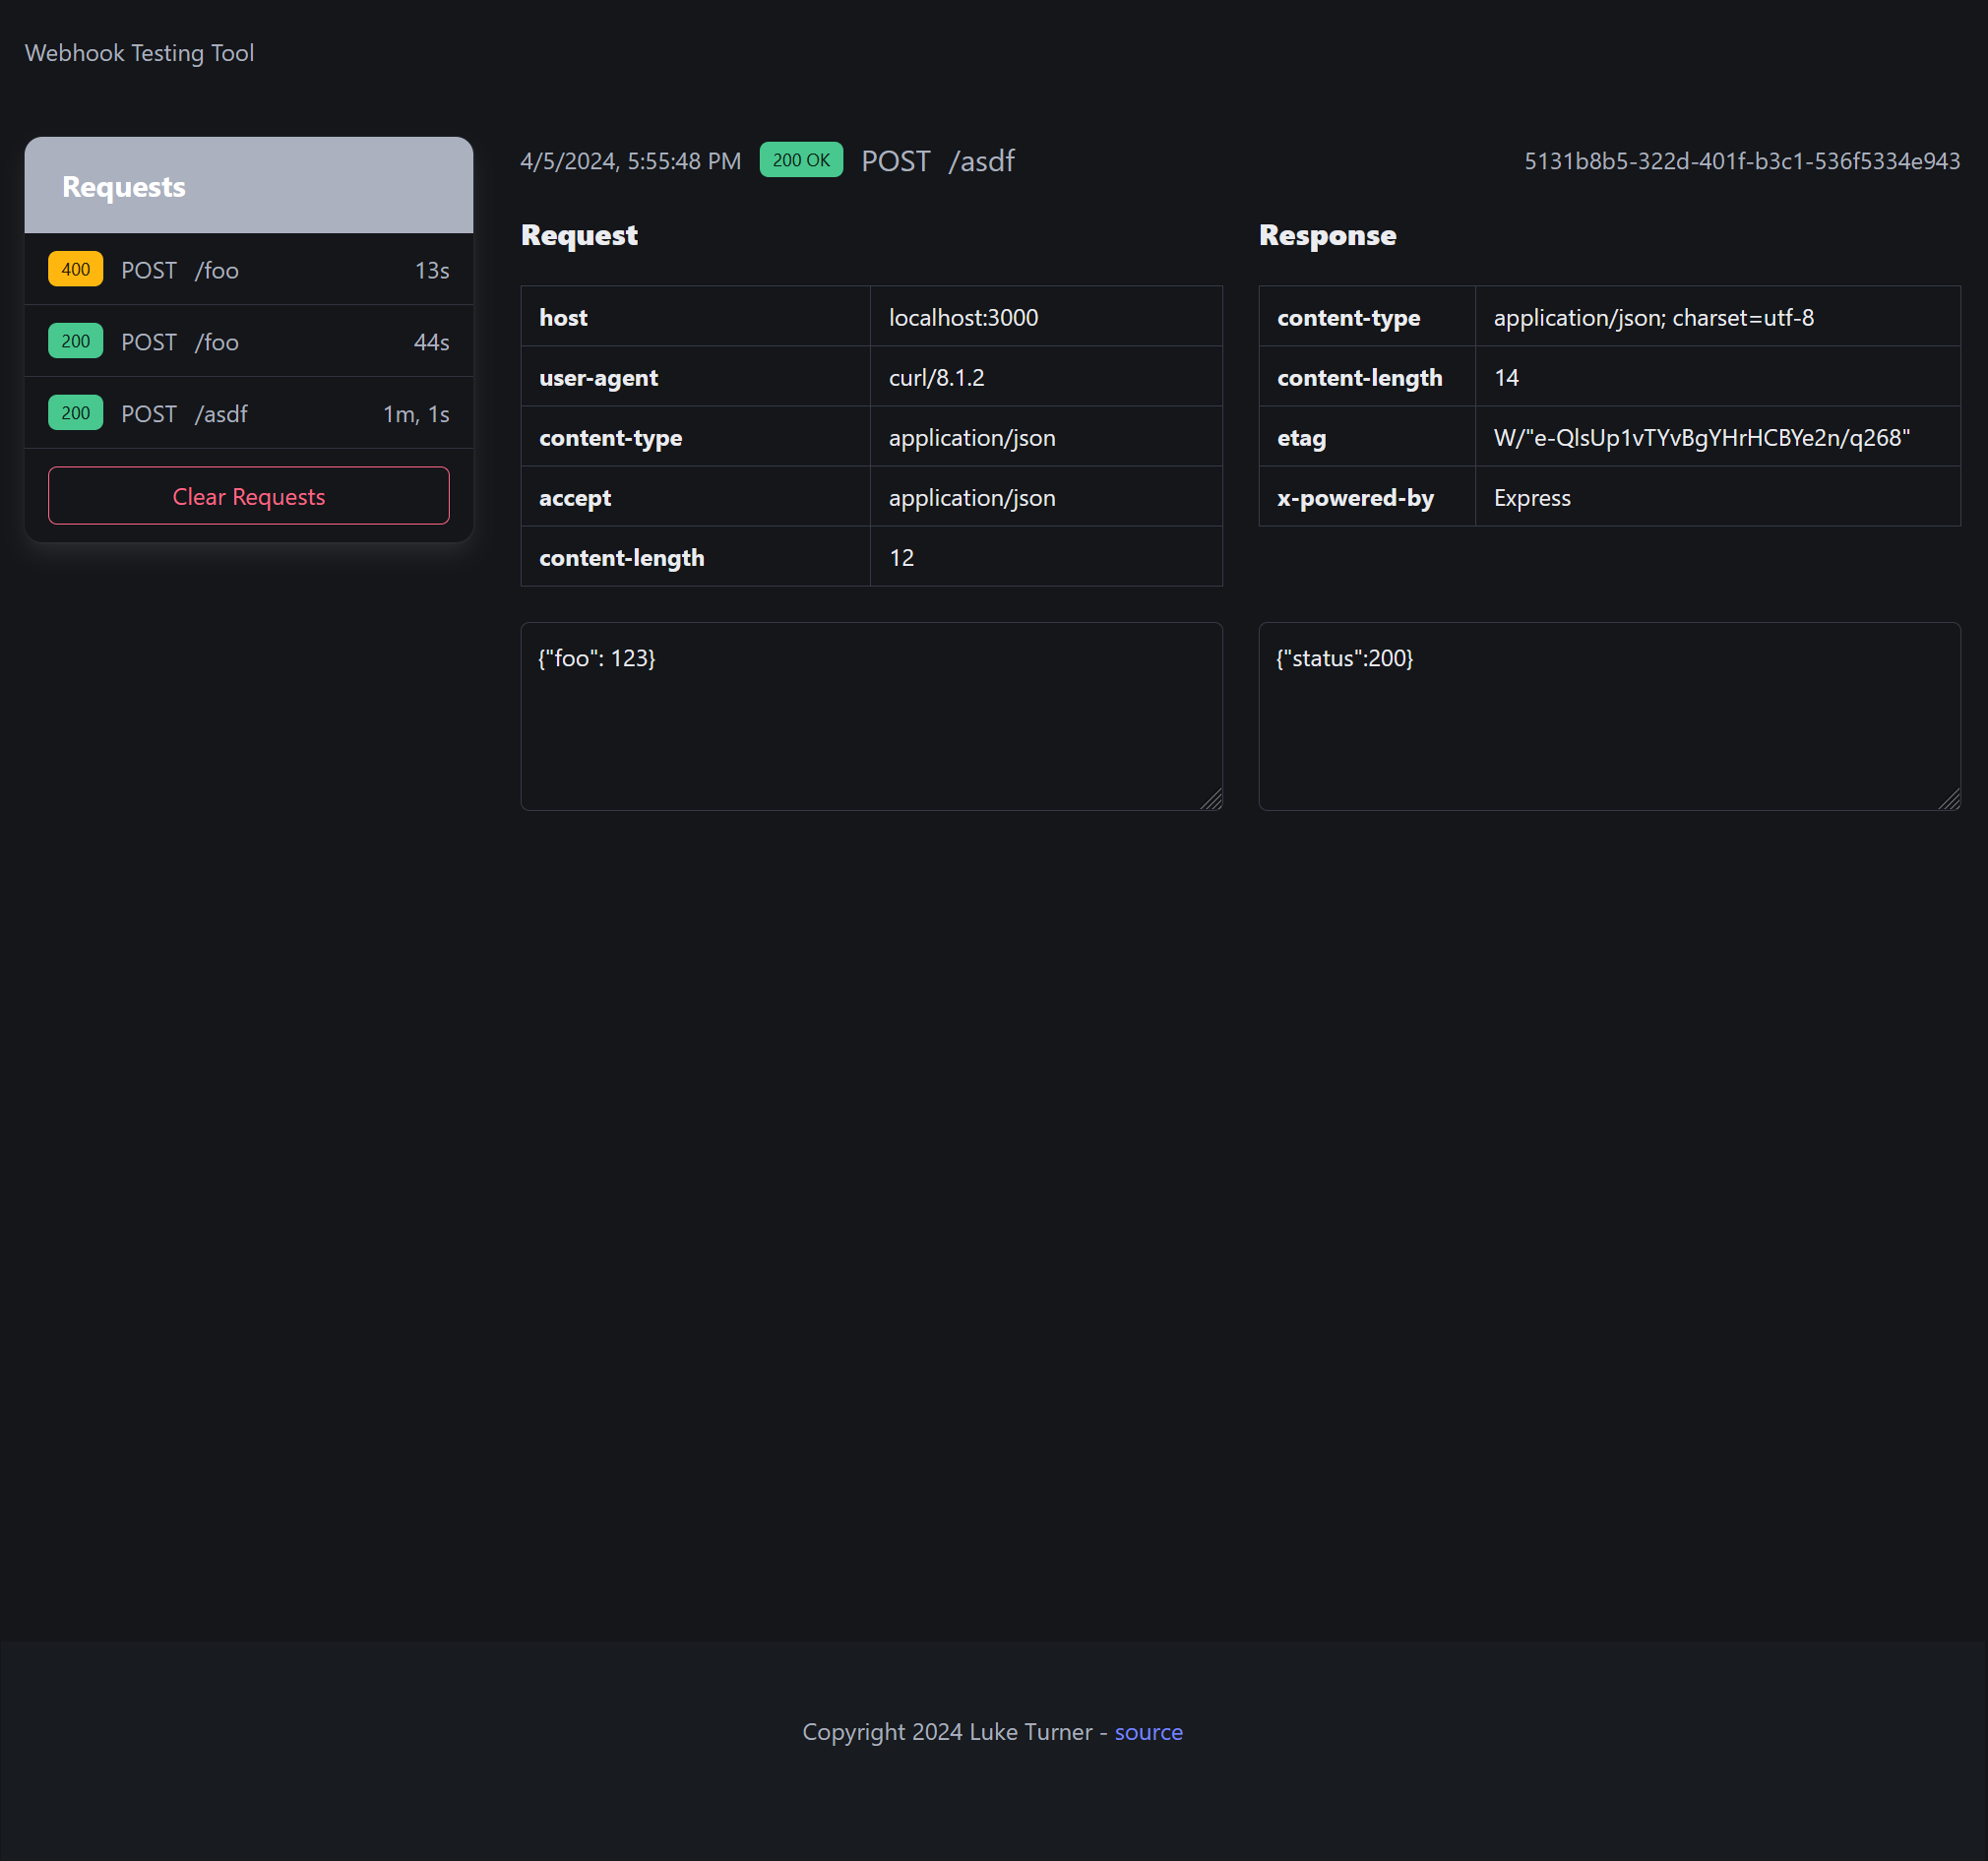 Webhook Testing Tool
Requests
400 POST /foo 13s
200 POST /foo 44s
200 POST /asdf 1m, 1s
Clear Requests
4/5/2024, 5:55:48 PM 200 OK POST /asdf 5131b8b5-322d-401f-b3c1-536f5334e943
Request
host localhost:3000
user-agent curl/8.1.2
content-type application/json
accept application/json
content-length 12
{"foo": 123}
Response
content-type application/json; charset=utf-8
content-length 14
etag W/"e-QlsUp1vTYvBgYHrHCBYe2n/q268"
x-powered-by Express
{"status":200}
Copyright 2024 Luke Turner - source